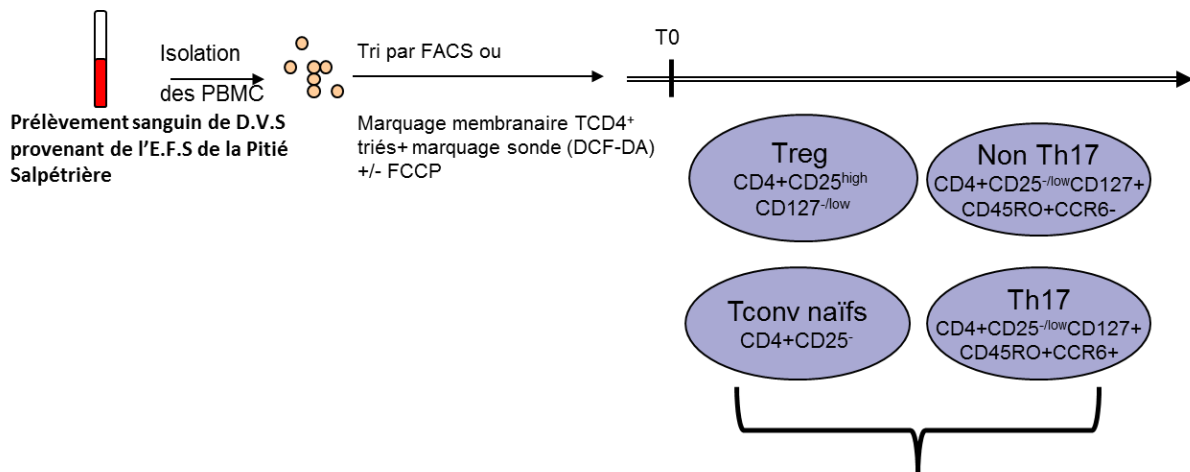 Isolation
des PBMC
Prélèvement sanguin de D.V.S
provenant de l'E.F.S de la Pitié
Salpétrière
Tri par FACS ou
Marquage membranaire TCD4⁺
triés+ marquage sonde (DCF-DA)
+/- FCCP
T0
Treg
CD4+CD25ʰⁱᵍʰ
CD127⁻/ˡᵒʷ
Non Th17
CD4+CD25⁻/ˡᵒʷCD127+
CD45RO+CCR6-
Tconv naïfs
CD4+CD25⁻
Th17
CD4+CD25⁻/ˡᵒʷCD127+
CD45RO+CCR6+